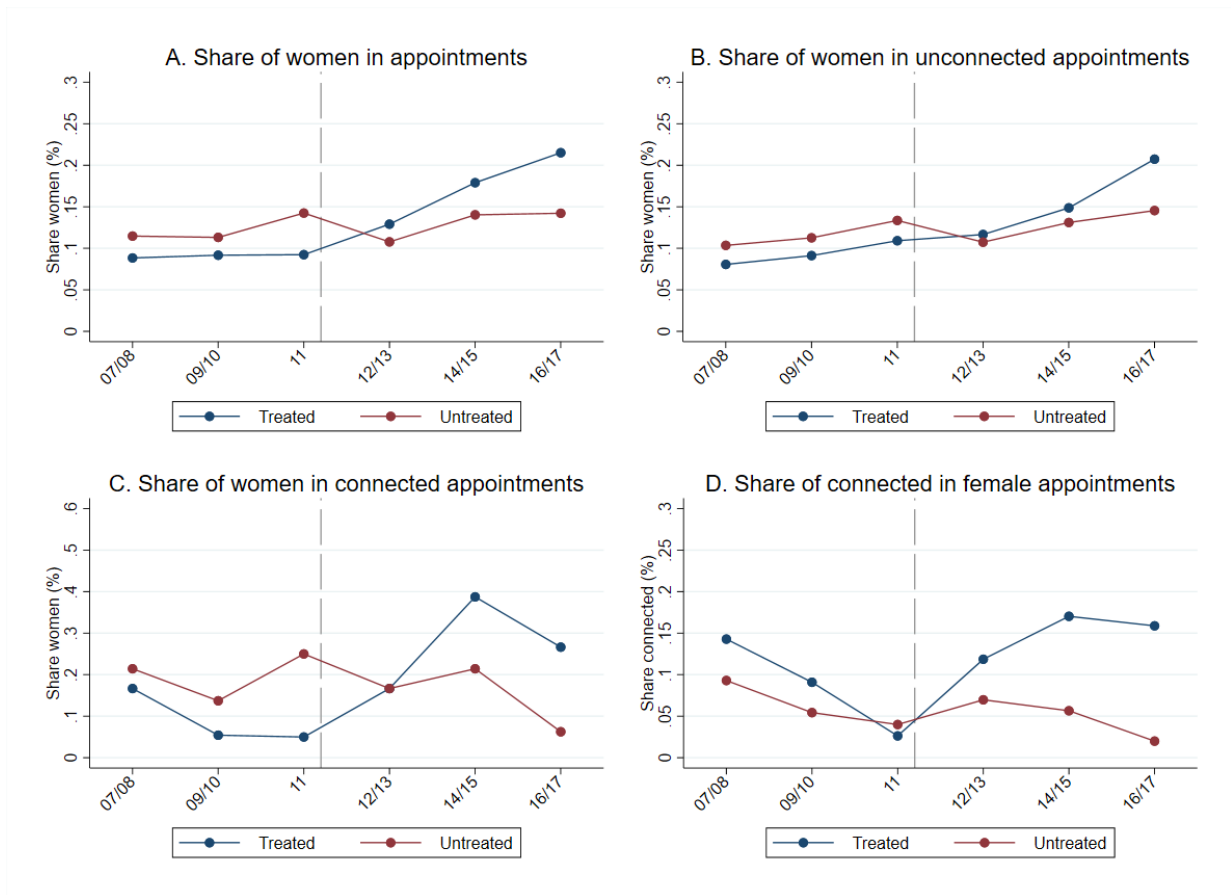 A. Share of women in appointments
Share women (%)
.3
.25
.2
.15
.1
.05
0
07/08 09/10 11 12/13 14/15 16/17
Treated Untreated
B. Share of women in unconnected appointments
Share women (%)
.3
.25
.2
.15
.1
.05
0
07/08 09/10 11 12/13 14/15 16/17
Treated Untreated
C. Share of women in connected appointments
Share women (%)
.6
.5
.4
.3
.2
.1
0
07/08 09/10 11 12/13 14/15 16/17
Treated Untreated
D. Share of connected in female appointments
Share connected (%)
.3
.25
.2
.15
.1
.05
0
07/08 09/10 11 12/13 14/15 16/17
Treated Untreated